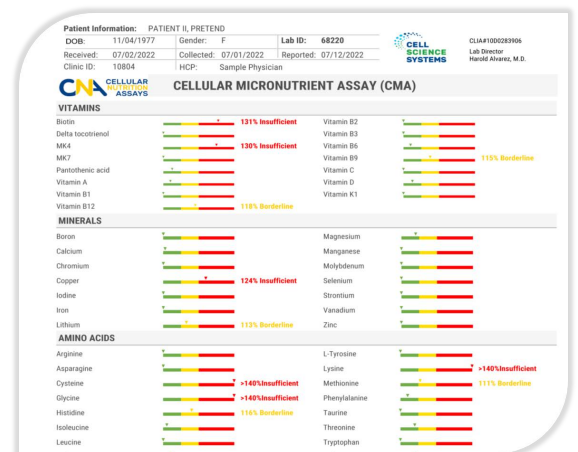 Patient Information: PATIENT II, PRETEND
DOB: 11/04/1977 Gender: F Lab ID: 68220
Received: 07/02/2022 Collected: 07/01/2022 Reported: 07/12/2022
Clinic ID: 10804 HCP: Sample Physician
CELL SCIENCE SYSTEMS
CLIA#10D0283906
Lab Director
Harold Alvarez, M.D.
CNA CELLULAR NUTRITION ASSAYS
CELLULAR MICRONUTRIENT ASSAY (CMA)
VITAMINS
Biotin 131% Insufficient Vitamin B2
Delta tocotrienol Vitamin B3
MK4 130% Insufficient Vitamin B6
MK7 Vitamin B9 115% Borderline
Pantothenic acid Vitamin C
Vitamin A Vitamin D
Vitamin B1 Vitamin K1
Vitamin B12 118% Borderline
MINERALS
Boron Magnesium
Calcium Manganese
Chromium Molybdenum
Copper 124% Insufficient Selenium
Iodine Strontium
Iron Vanadium
Lithium 113% Borderline Zinc
AMINO ACIDS
Arginine L-Tyrosine
Asparagine Lysine >140%Insufficient
Cysteine >140%Insufficient Methionine 111% Borderline
Glycine >140%Insufficient Phenylalanine
Histidine 116% Borderline Taurine
Isoleucine Threonine
Leucine Tryptophan